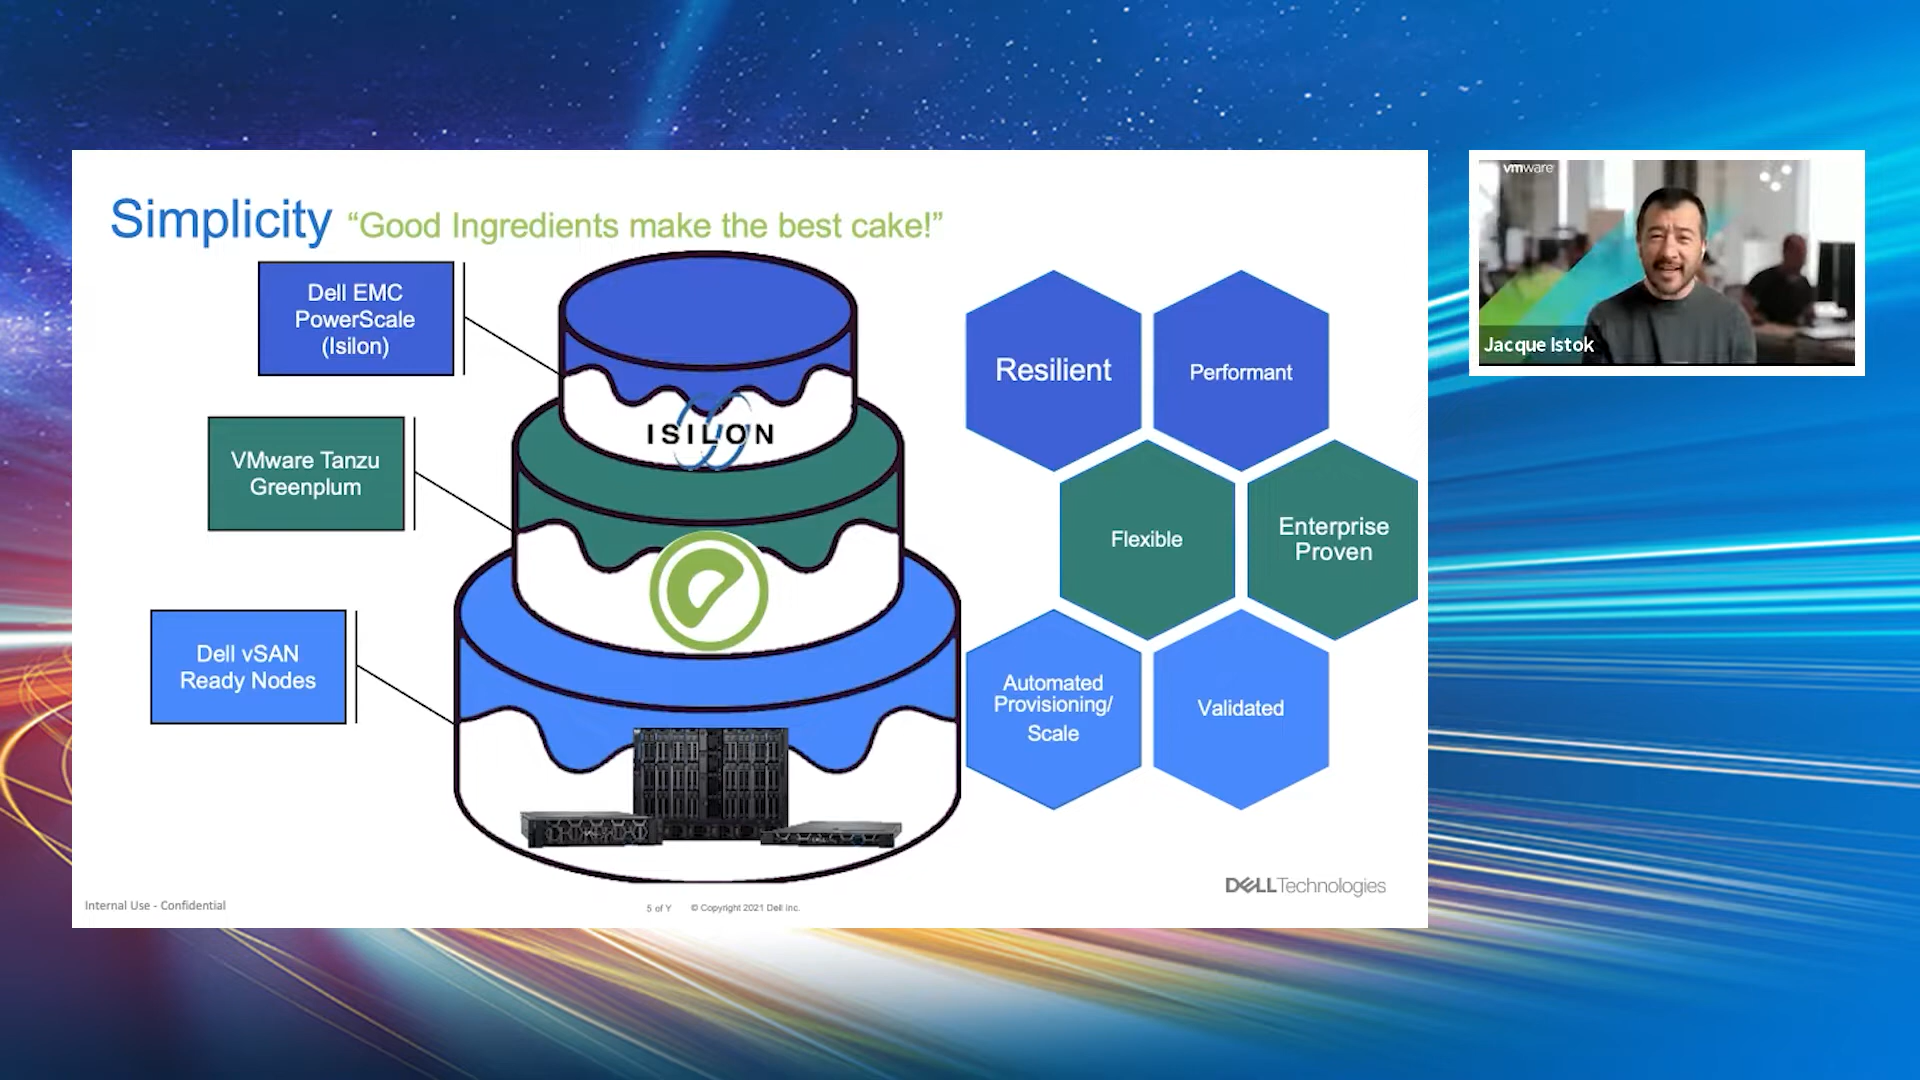 Simplicity "Good Ingredients make the best cake!"
Dell EMC
PowerScale
(Isilon)
ISILON
VMware Tanzu
Greenplum
Dell vSAN
Ready Nodes
Resilient
Performant
Flexible
Enterprise
Proven
Automated
Provisioning/
Scale
Validated
DELLTechnologies
Internal Use - Confidential
5 of Y
© Copyright 2021 Dell Inc.
vmware
Jacque Istok